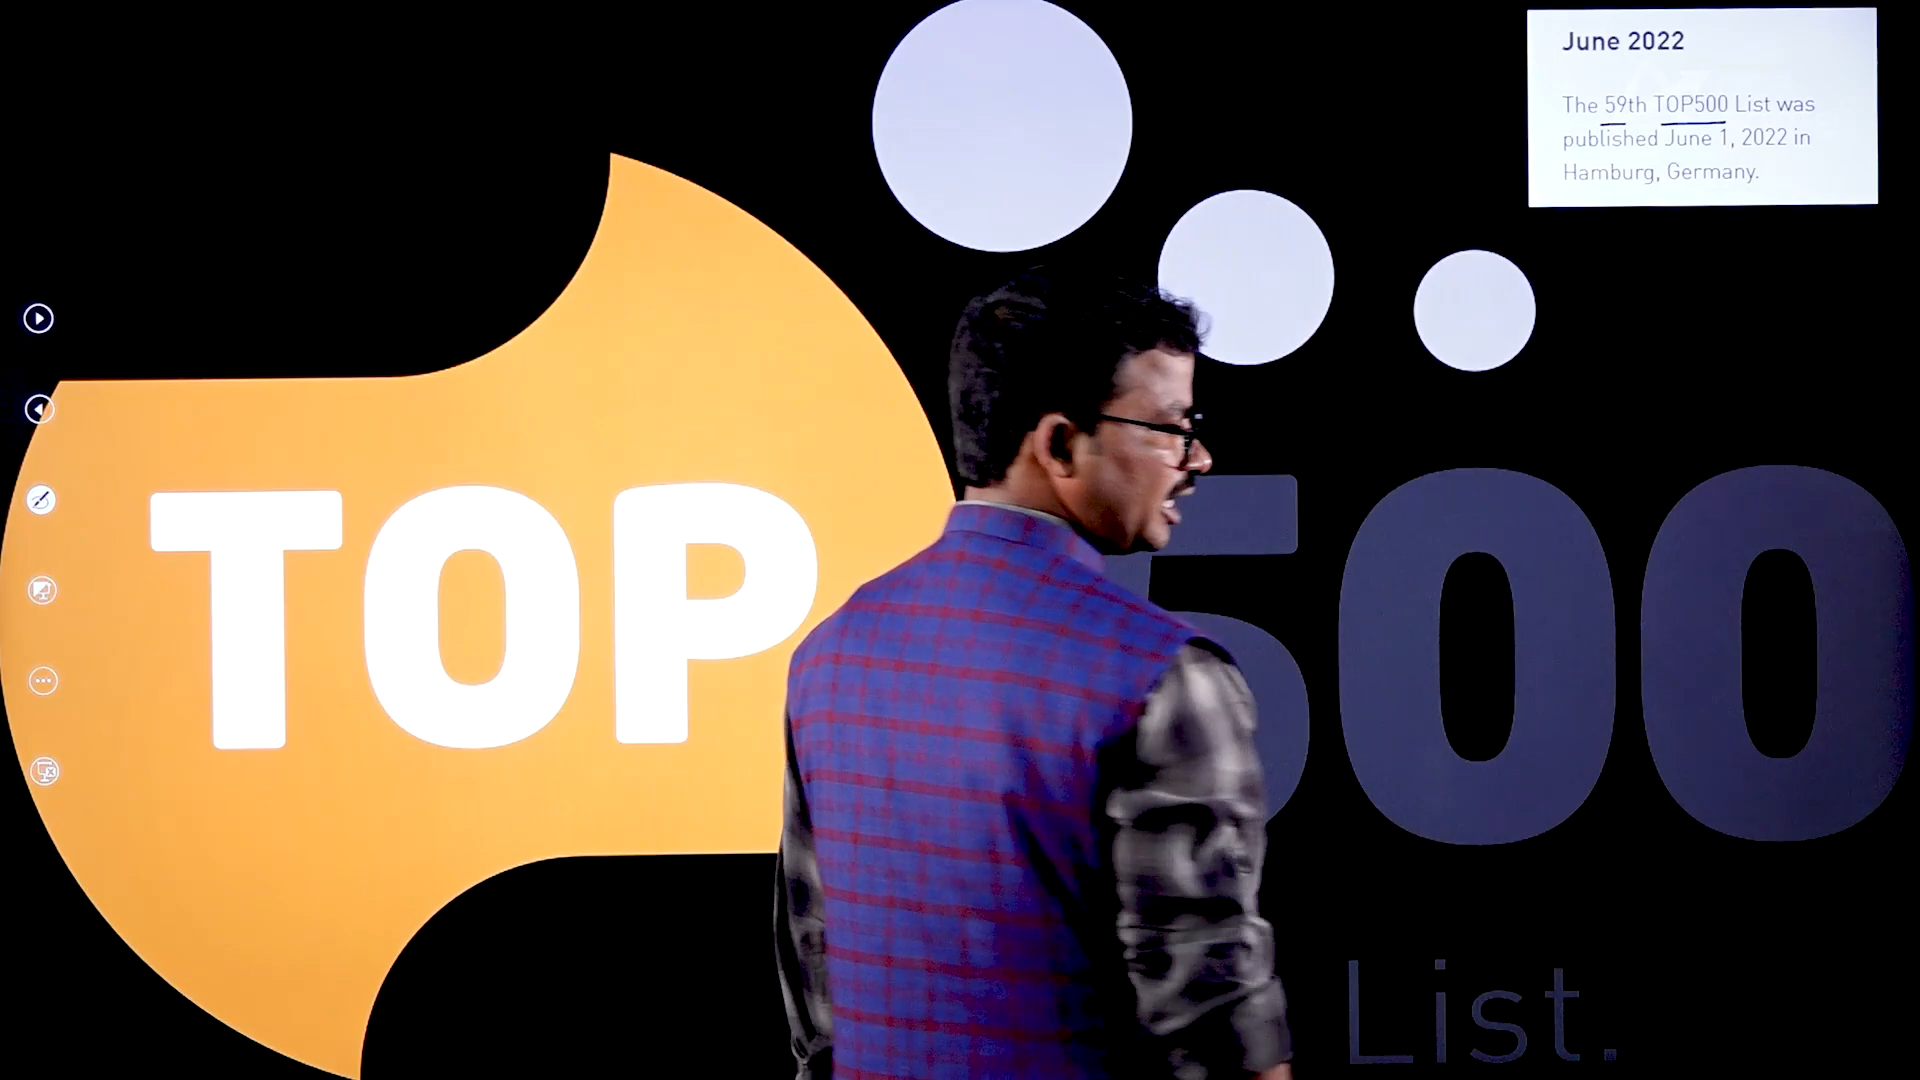 June 2022
The 59th TOP500 List was
published June 1, 2022 in
Hamburg, Germany.
TOP 500
List.